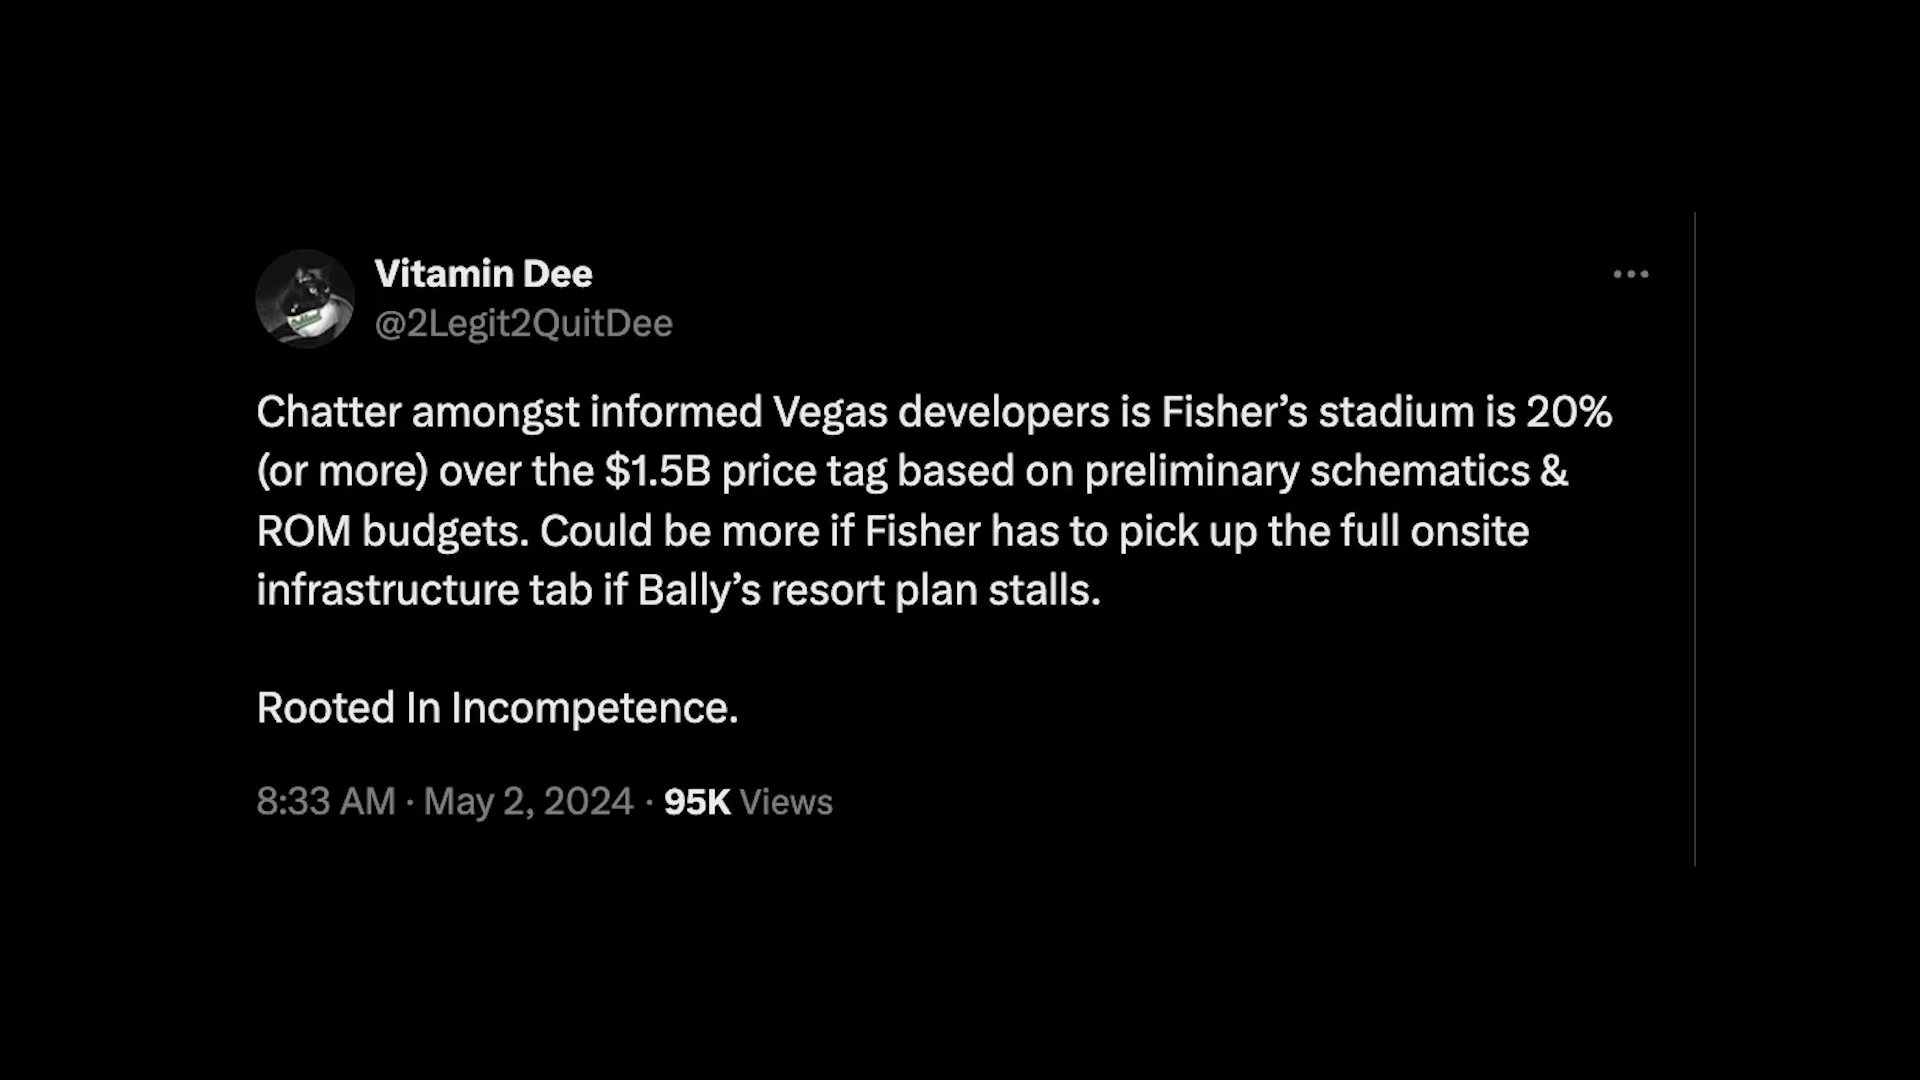 Vitamin Dee
@2Legit2QuitDee
Chatter amongst informed Vegas developers is Fisher’s stadium is 20%
(or more) over the $1.5B price tag based on preliminary schematics &
ROM budgets. Could be more if Fisher has to pick up the full onsite
infrastructure tab if Bally’s resort plan stalls.
Rooted In Incompetence.
8:33 AM · May 2, 2024 · 95K Views